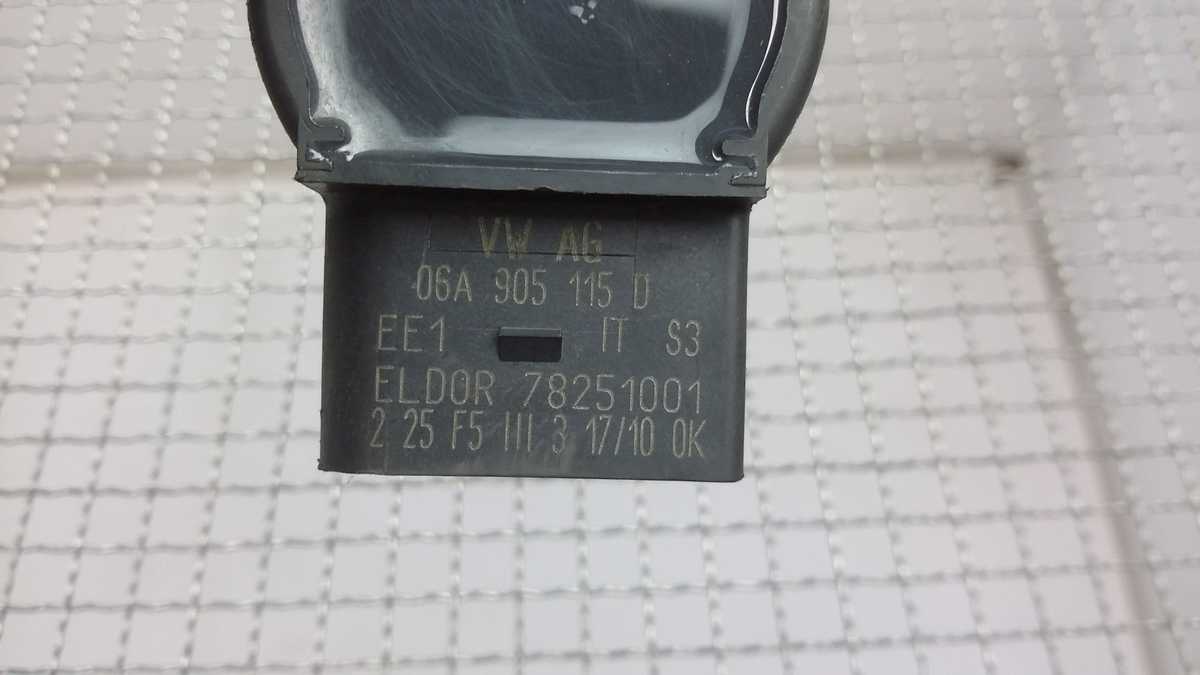 VW AG
06A 905 115 D
EE1 IT S3
ELDOR 78251001
2 25 F5 III 3 17/10 OK